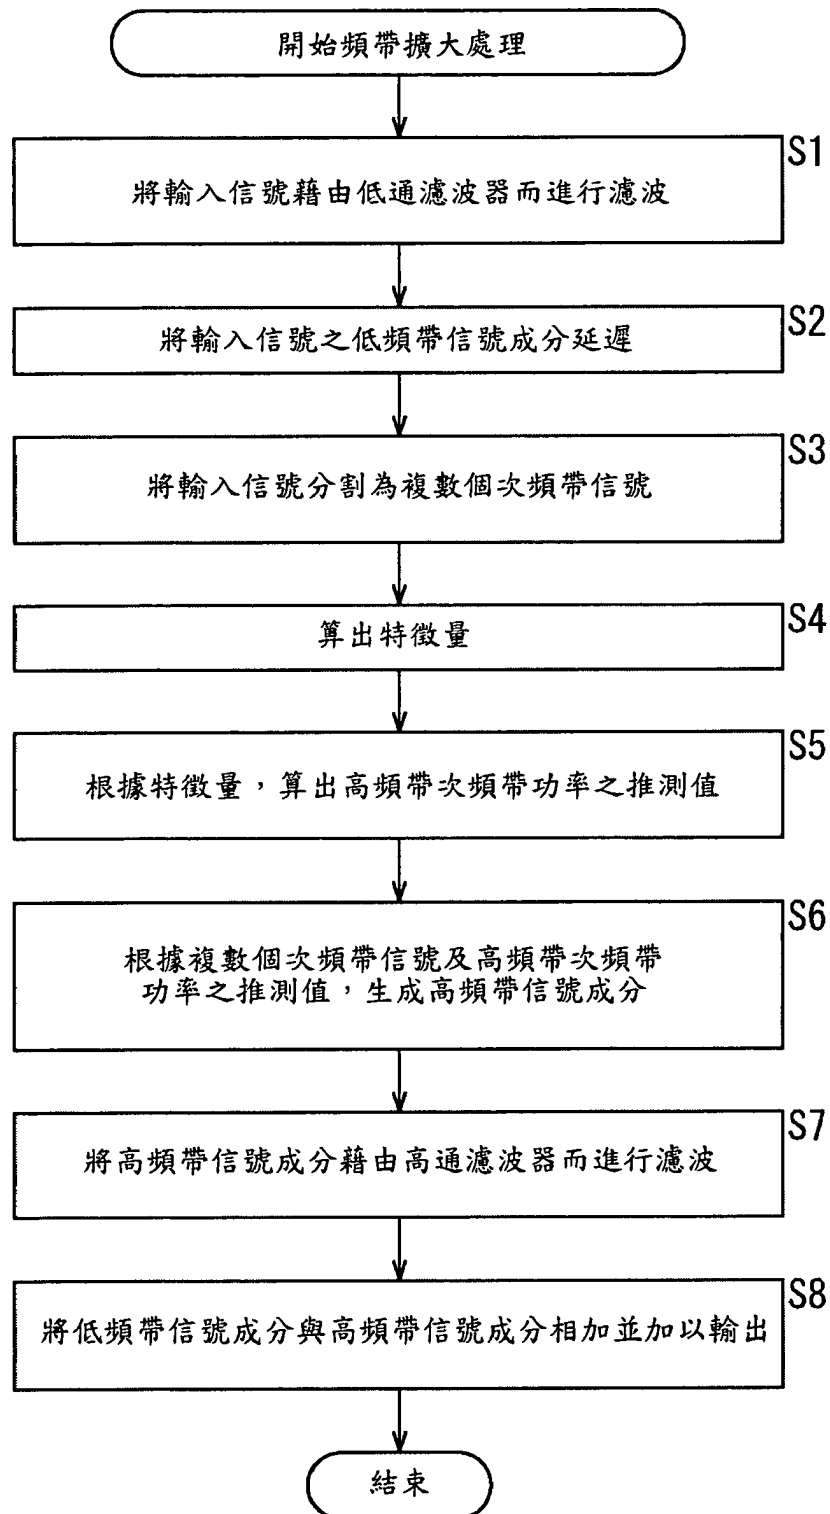 開始頻帶擴大處理
S1
將輸入信號藉由低通濾波器而進行濾波
S2
將輸入信號之低頻帶信號成分延遲
S3
將輸入信號分割為複數個次頻帶信號
S4
算出特徵量
S5
根據特徵量，算出高頻帶次頻帶功率之推測值
S6
根據複數個次頻帶信號及高頻帶次頻帶
功率之推測值，生成高頻帶信號成分
S7
將高頻帶信號成分藉由高通濾波器而進行濾波
S8
將低頻帶信號成分與高頻帶信號成分相加並加以輸出
結束